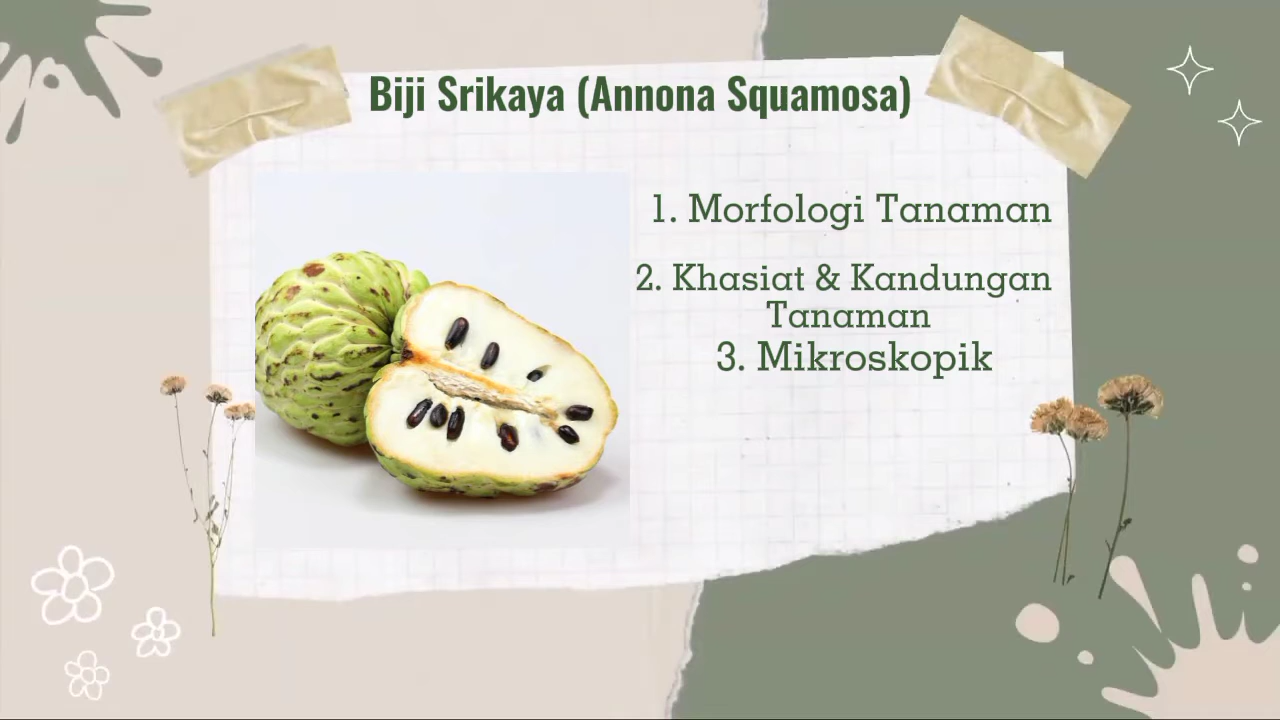 Biji Srikaya (Annona Squamosa)
1. Morfologi Tanaman
2. Khasiat & Kandungan
Tanaman
3. Mikroskopik